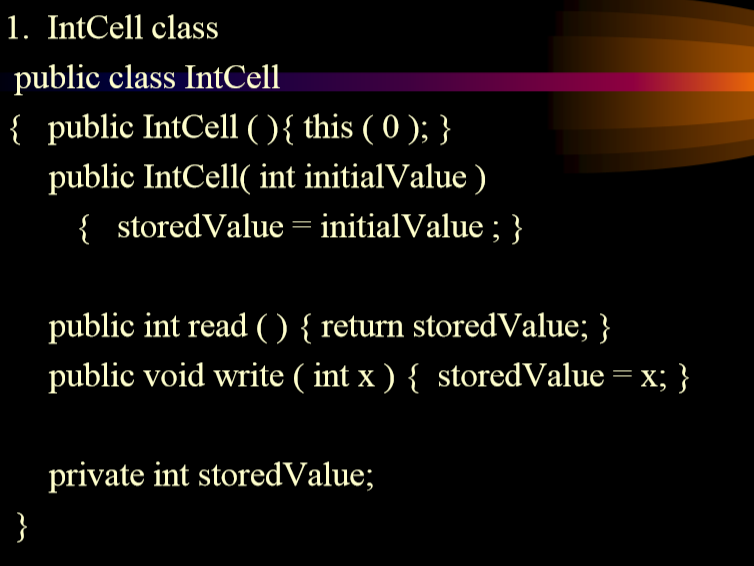 1. IntCell class
public class IntCell
{ public IntCell ( ){ this ( 0 ); }
public IntCell( int initialValue )
{ storedValue = initialValue ; }
public int read ( ) { return storedValue; }
public void write ( int x ) { storedValue = x; }
private int storedValue;
}